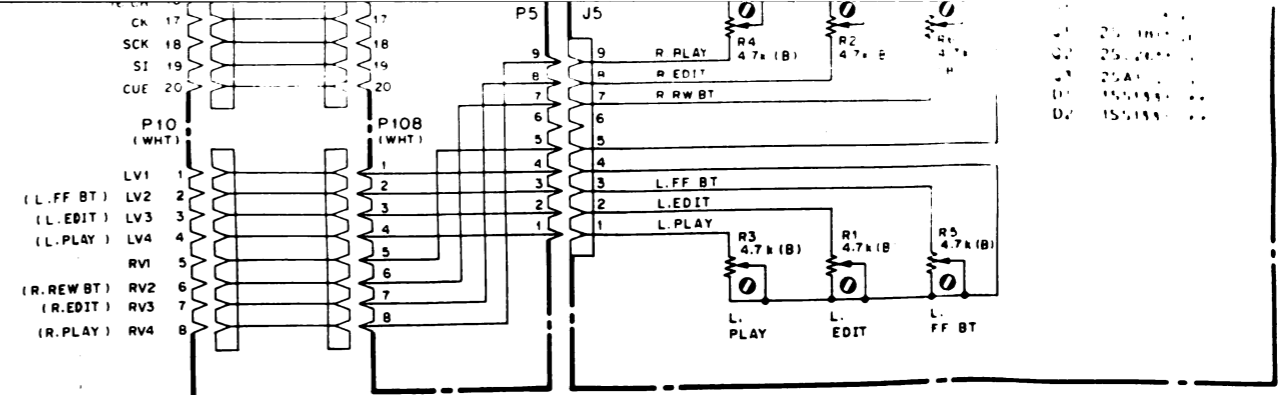 CK 17 17
SCK 18 18
SI 19 19
CUE 20 20
P10
(WHT)
P108
(WHT)
LV1 1 1
(L.FF BT) LV2 2 2
(L.EDIT) LV3 3 3
(L.PLAY) LV4 4 4
RV1 5 5
(R.REW BT) RV2 6 6
(R.EDIT) RV3 7 7
(R.PLAY) RV4 8 8
P5 J5
9 9 R PLAY
8 8 R EDIT
7 7 R RW BT
6 6
5 5
4 4
3 3 L.FF BT
2 2 L.EDIT
1 1 L.PLAY
R4
4.7k (B)
R2
4.7k B
R3
4.7k (B)
R1
4.7k (B
R5
4.7k (B)
L.
PLAY
L.
EDIT
L.
FF BT
D2